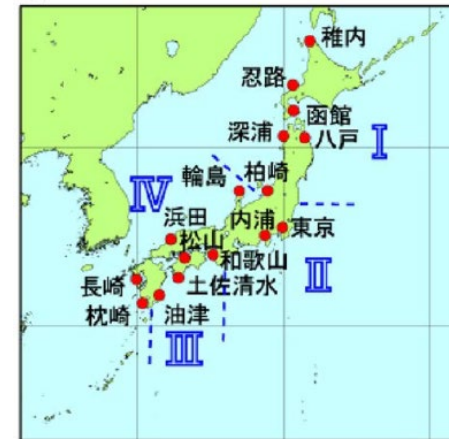 稚内
忍路
函館
深浦
八戸
Ⅰ
輪島
柏崎
Ⅳ
浜田
内浦
東京
松山
和歌山
Ⅱ
長崎
土佐清水
枕崎
油津
Ⅲ